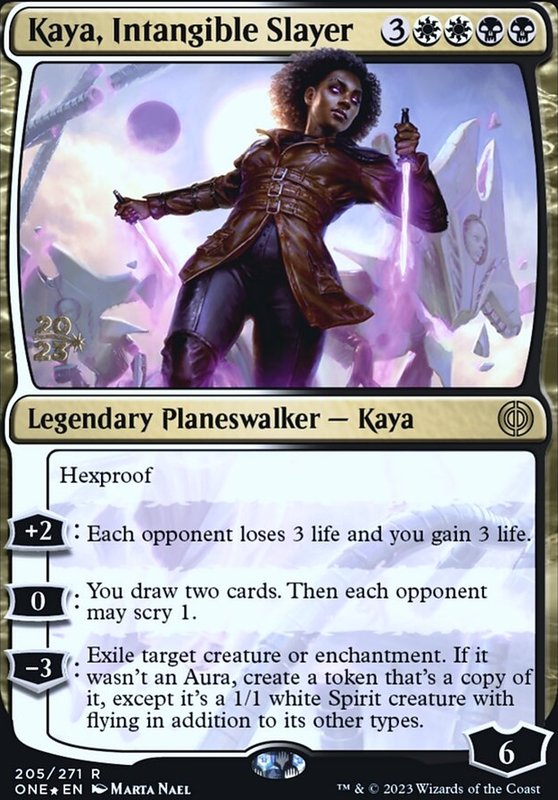 Kaya, Intangible Slayer 3
20
23
Legendary Planeswalker — Kaya
Hexproof
+2 : Each opponent loses 3 life and you gain 3 life.
0 : You draw two cards. Then each opponent
may scry 1.
−3 : Exile target creature or enchantment. If it
wasn't an Aura, create a token that's a copy of
it, except it's a 1/1 white Spirit creature with
flying in addition to its other types.
6
205/271 R
ONE★EN Marta Nael
™ & © 2023 Wizards of the Coast